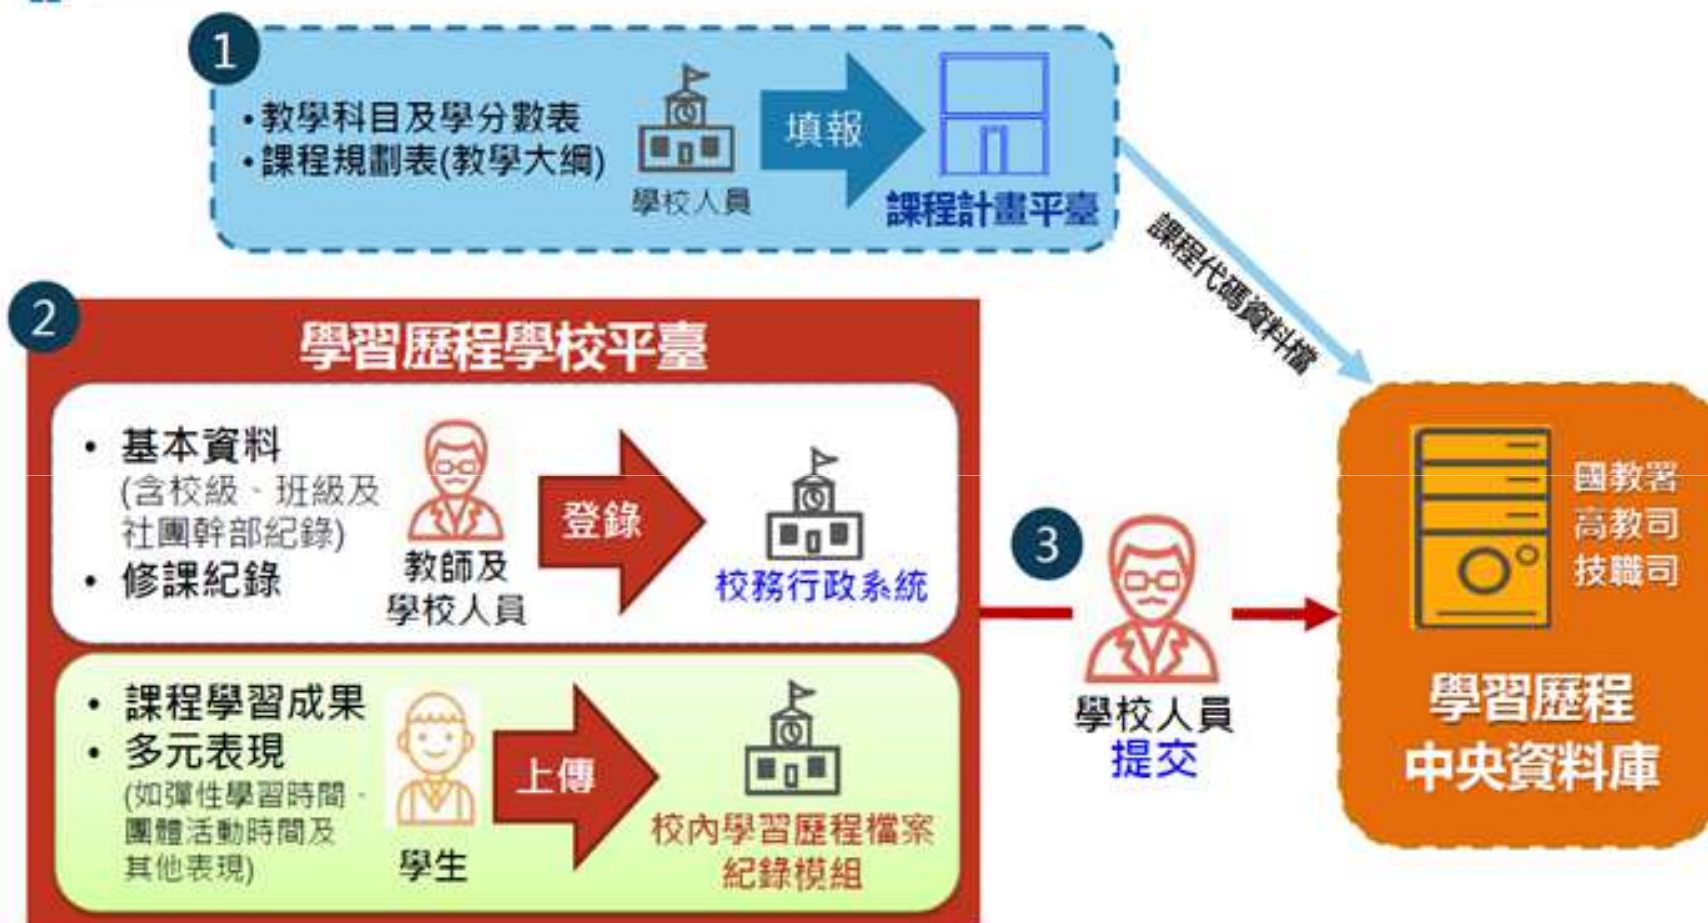 1
•教學科目及學分數表
•課程規劃表(教學大綱)
學校人員
填報
課程計畫平臺
課程代碼資料檔
2
學習歷程學校平臺
• 基本資料
(含校級、班級及
社團幹部紀錄)
• 修課紀錄
教師及
學校人員
登錄
校務行政系統
• 課程學習成果
• 多元表現
(如彈性學習時間、
團體活動時間及
其他表現)
學生
上傳
校內學習歷程檔案
紀錄模組
3
學校人員
提交
國教署
高教司
技職司
學習歷程
中央資料庫